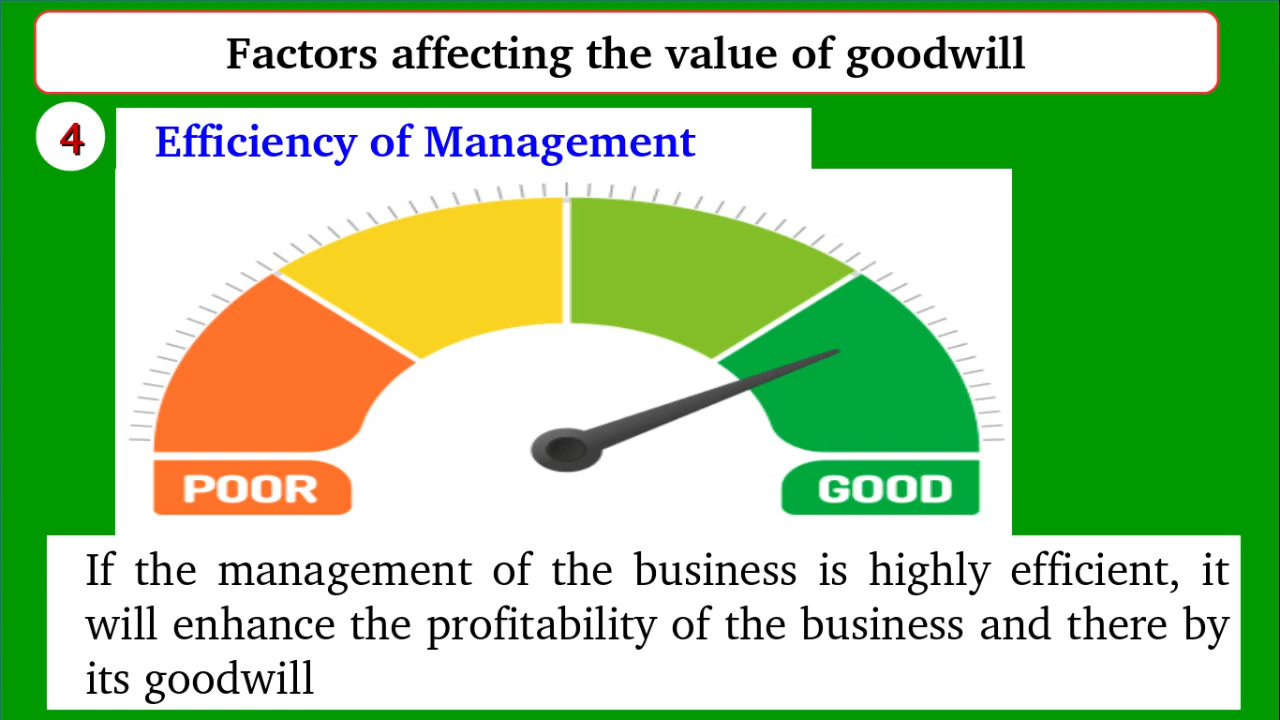 Factors affecting the value of goodwill
4
Efficiency of Management
POOR
GOOD
If the management of the business is highly efficient, it
will enhance the profitability of the business and there by
its goodwill